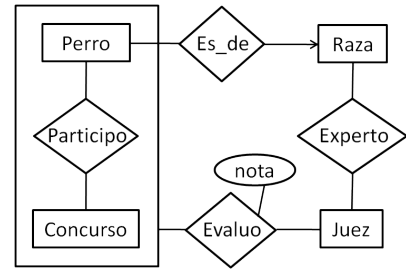 Perro
Es_de
Raza
Participo
Experto
nota
Concurso
Evaluo
Juez